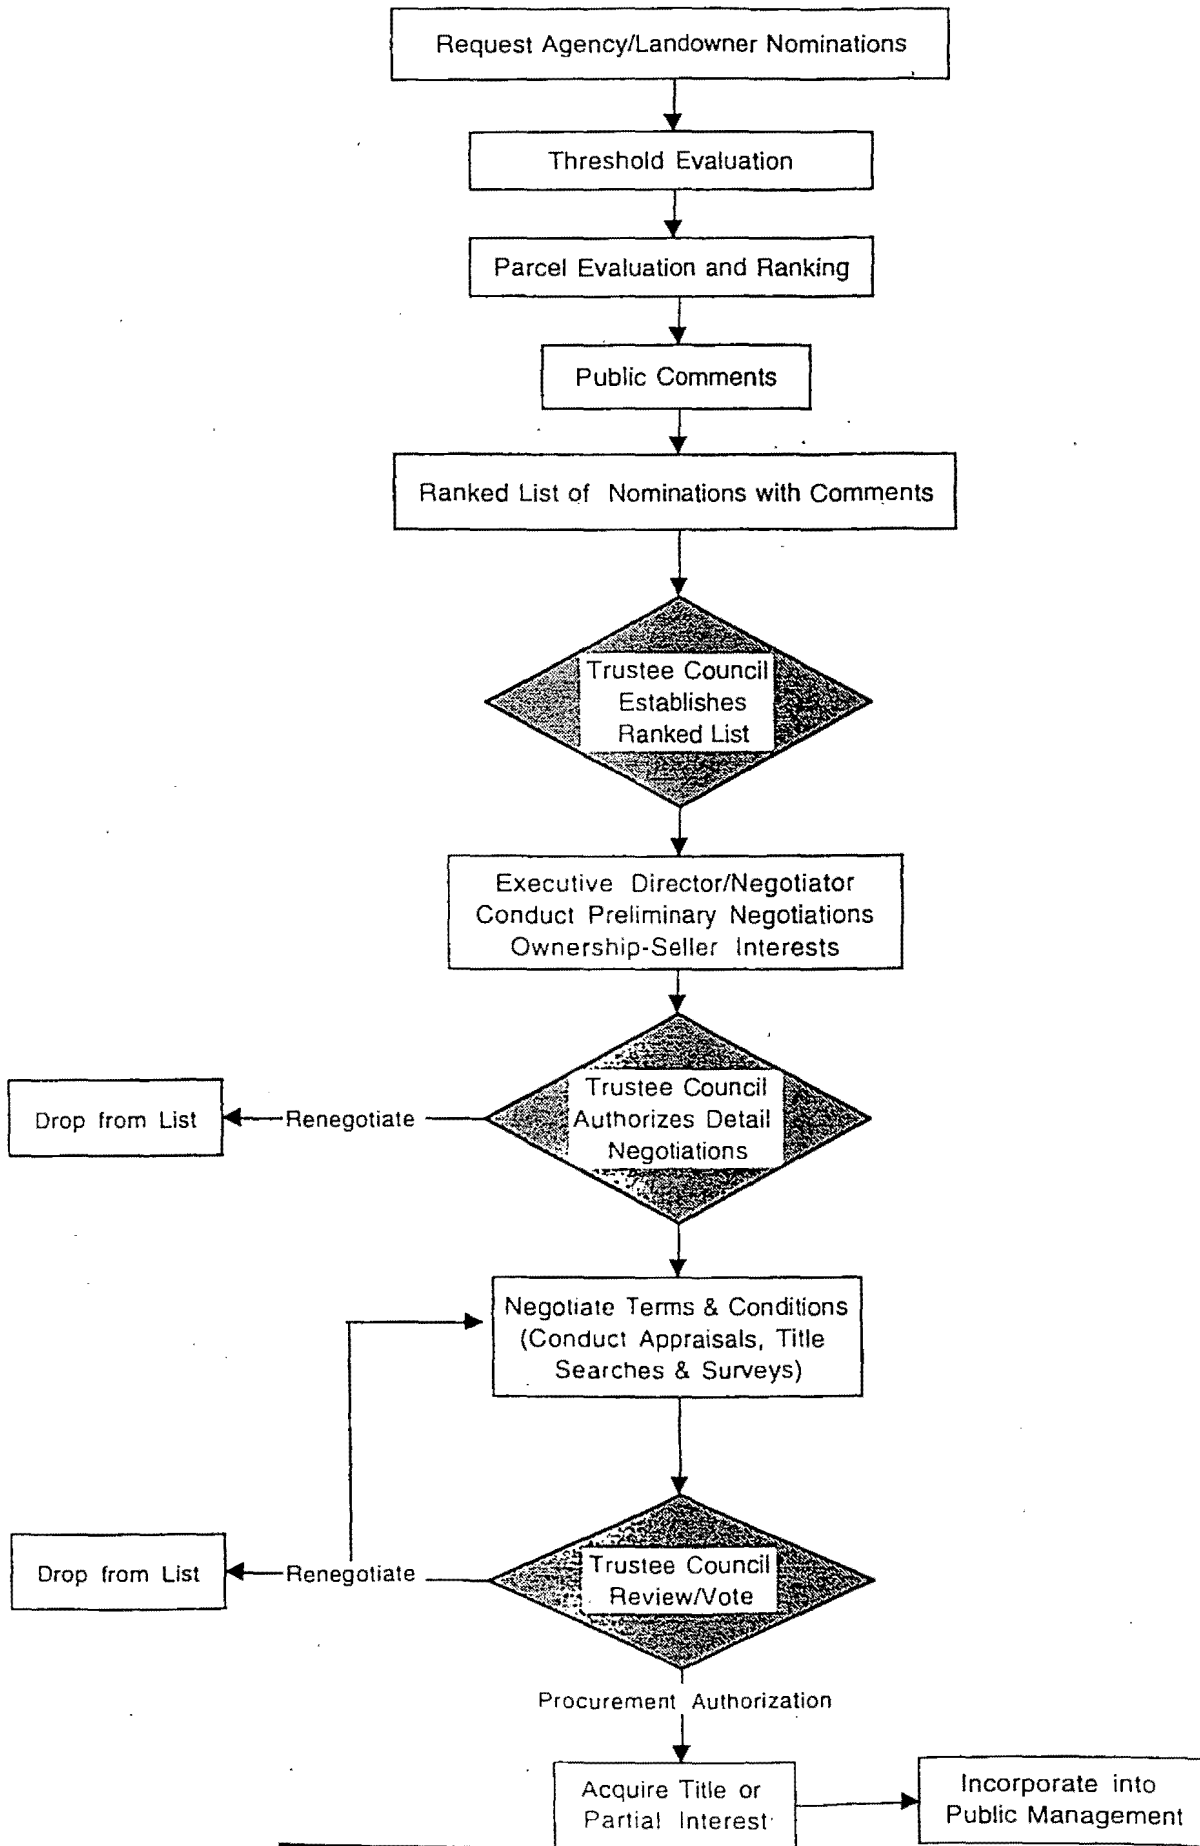 Request Agency/Landowner Nominations
Threshold Evaluation
Parcel Evaluation and Ranking
Public Comments
Ranked List of Nominations with Comments
Trustee Council
Establishes
Ranked List
Executive Director/Negotiator
Conduct Preliminary Negotiations
Ownership-Seller Interests
Trustee Council
Authorizes Detail
Negotiations
Renegotiate
Drop from List
Negotiate Terms & Conditions
(Conduct Appraisals, Title
Searches & Surveys)
Trustee Council
Review/Vote
Renegotiate
Drop from List
Procurement Authorization
Acquire Title or
Partial Interest
Incorporate into
Public Management